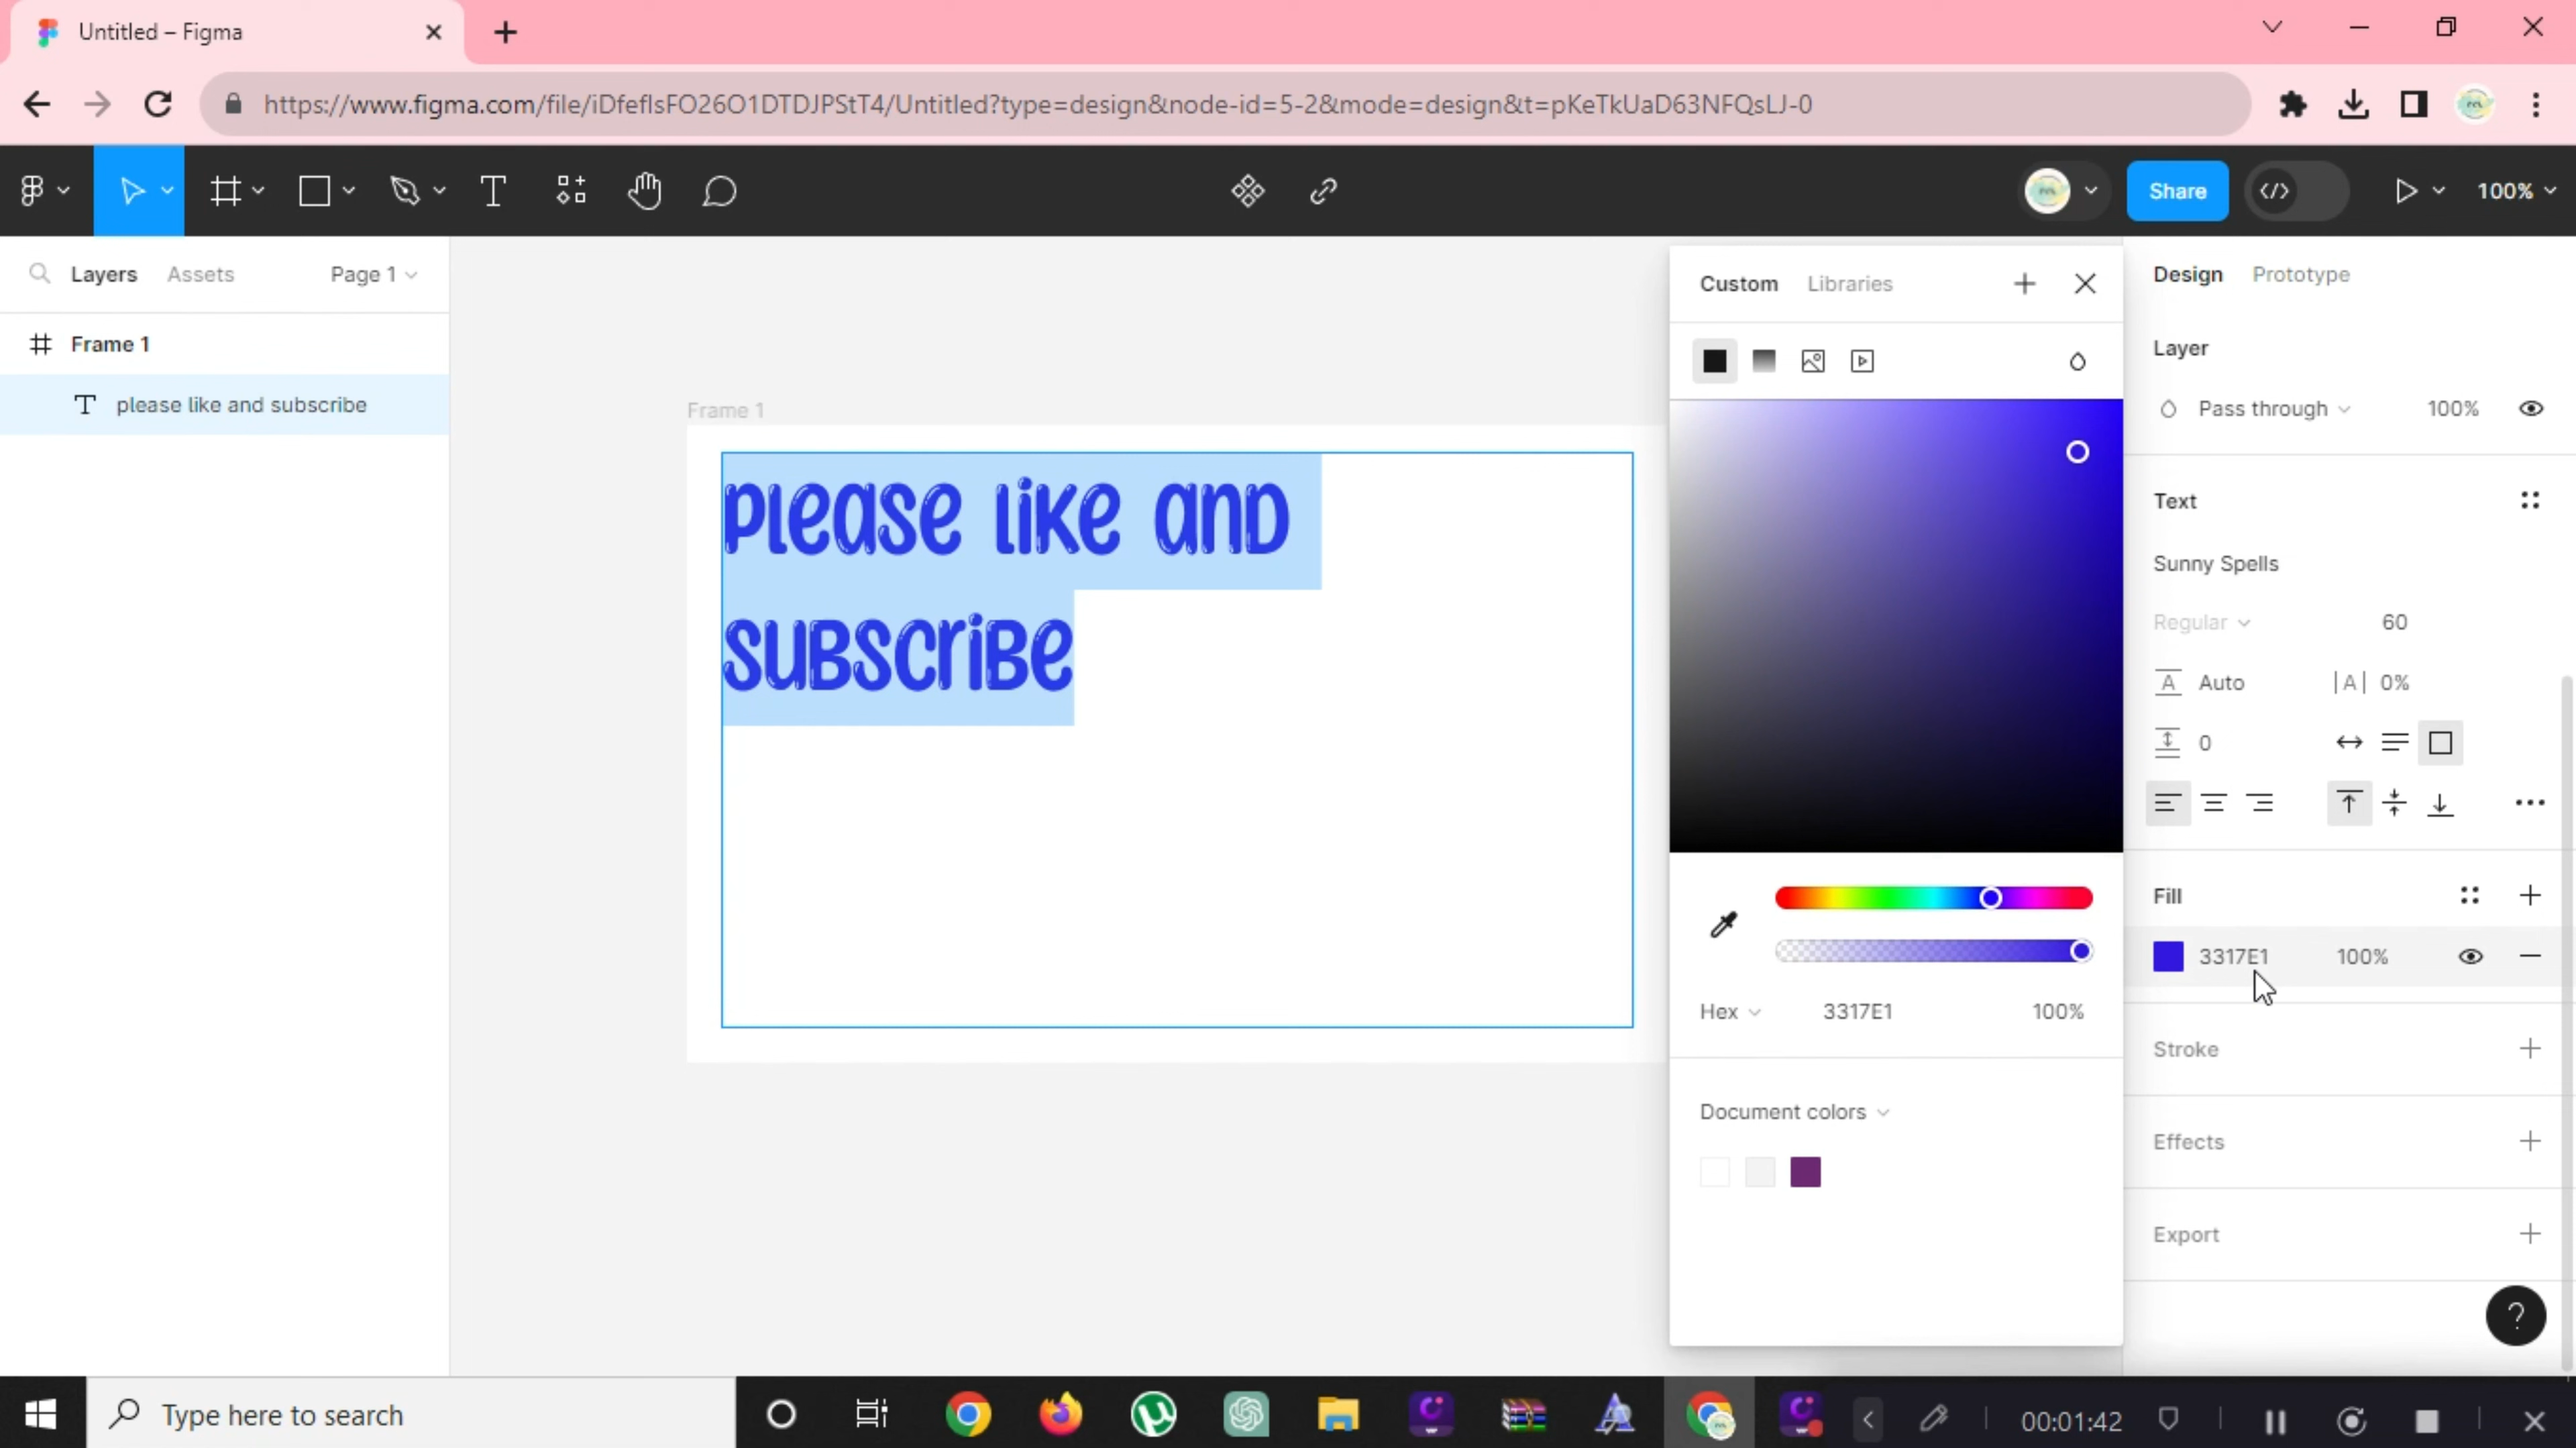 Untitled – Figma
https://www.figma.com/file/iDfefIsFO26O1DTDJPStT4/Untitled?type=design&node-id=5-2&mode=design&t=pKeTkUaD63NFQsLJ-0
Share
100%
Layers Assets Page 1
Frame 1
please like and subscribe
Frame 1
please like and
subscribe
Custom Libraries
Hex 3317E1 100%
Document colors
Design Prototype
Layer
Pass through 100%
Text
Sunny Spells
Regular 60
Auto 0%
0
Fill
3317E1 100%
Stroke
Effects
Export
?
Type here to search
00:01:42